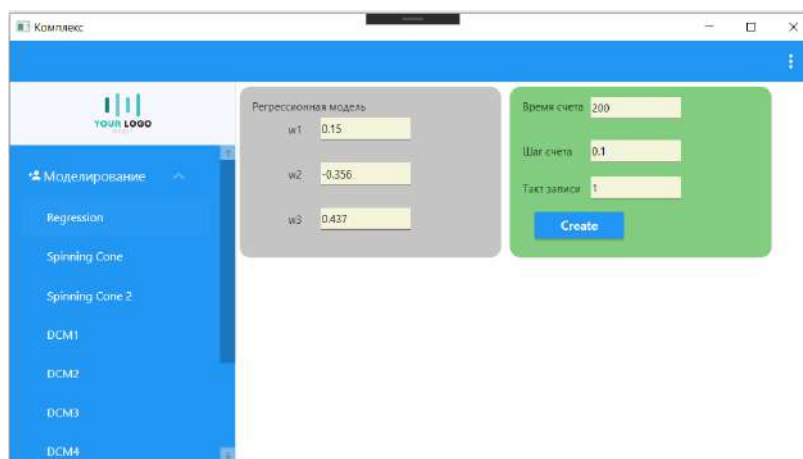 Комплекс
YOUR LOGO
Моделирование
Regression
Spinning Cone
Spinning Cone 2
DCM1
DCM2
DCM3
DCM4
Регрессионная модель
w1 0.15
w2 -0.356
w3 0.437
Время счета 200
Шаг счета 0.1
Такт записи 1
Create